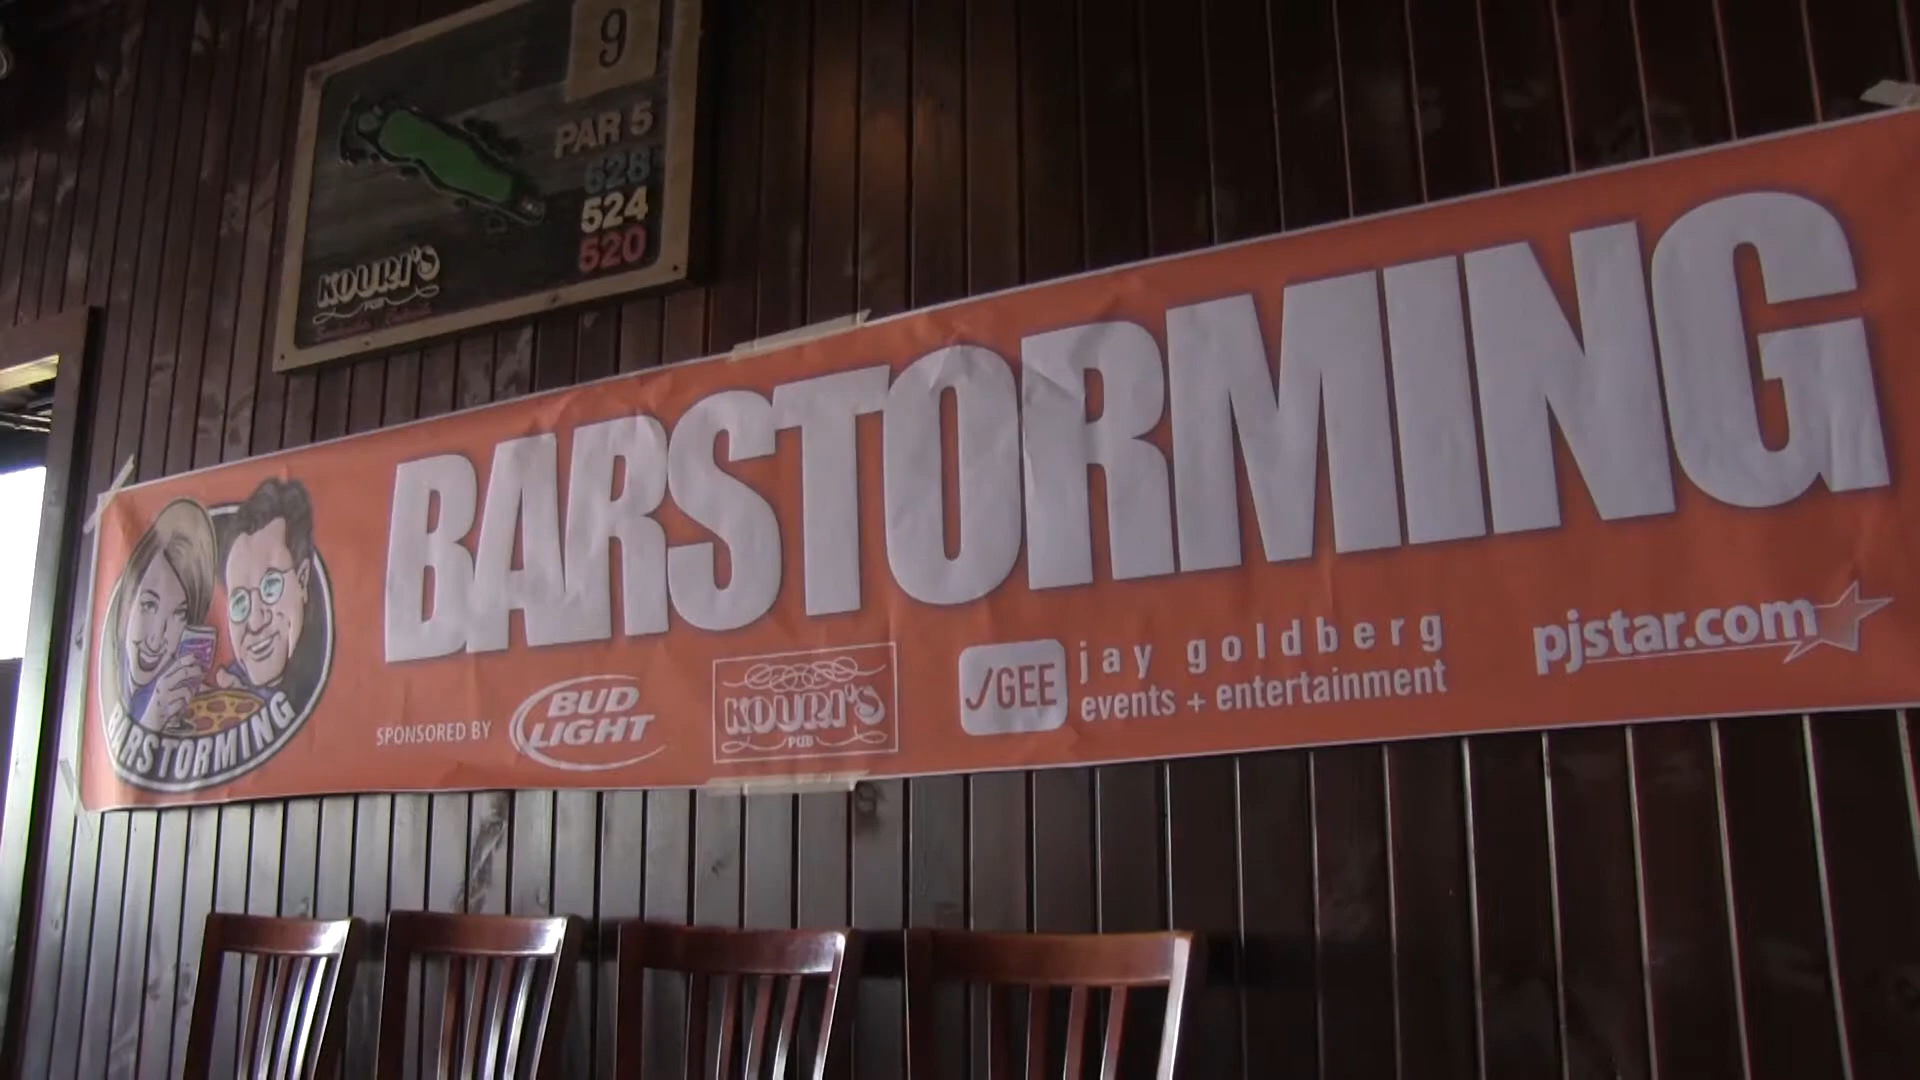 9
PAR 5
628
524
520
KOURI'S
PUB
BARSTORMING
BARSTORMING
SPONSORED BY
BUD
LIGHT
KOURI'S
PUB
GEE
jay goldberg
events + entertainment
pjstar.com